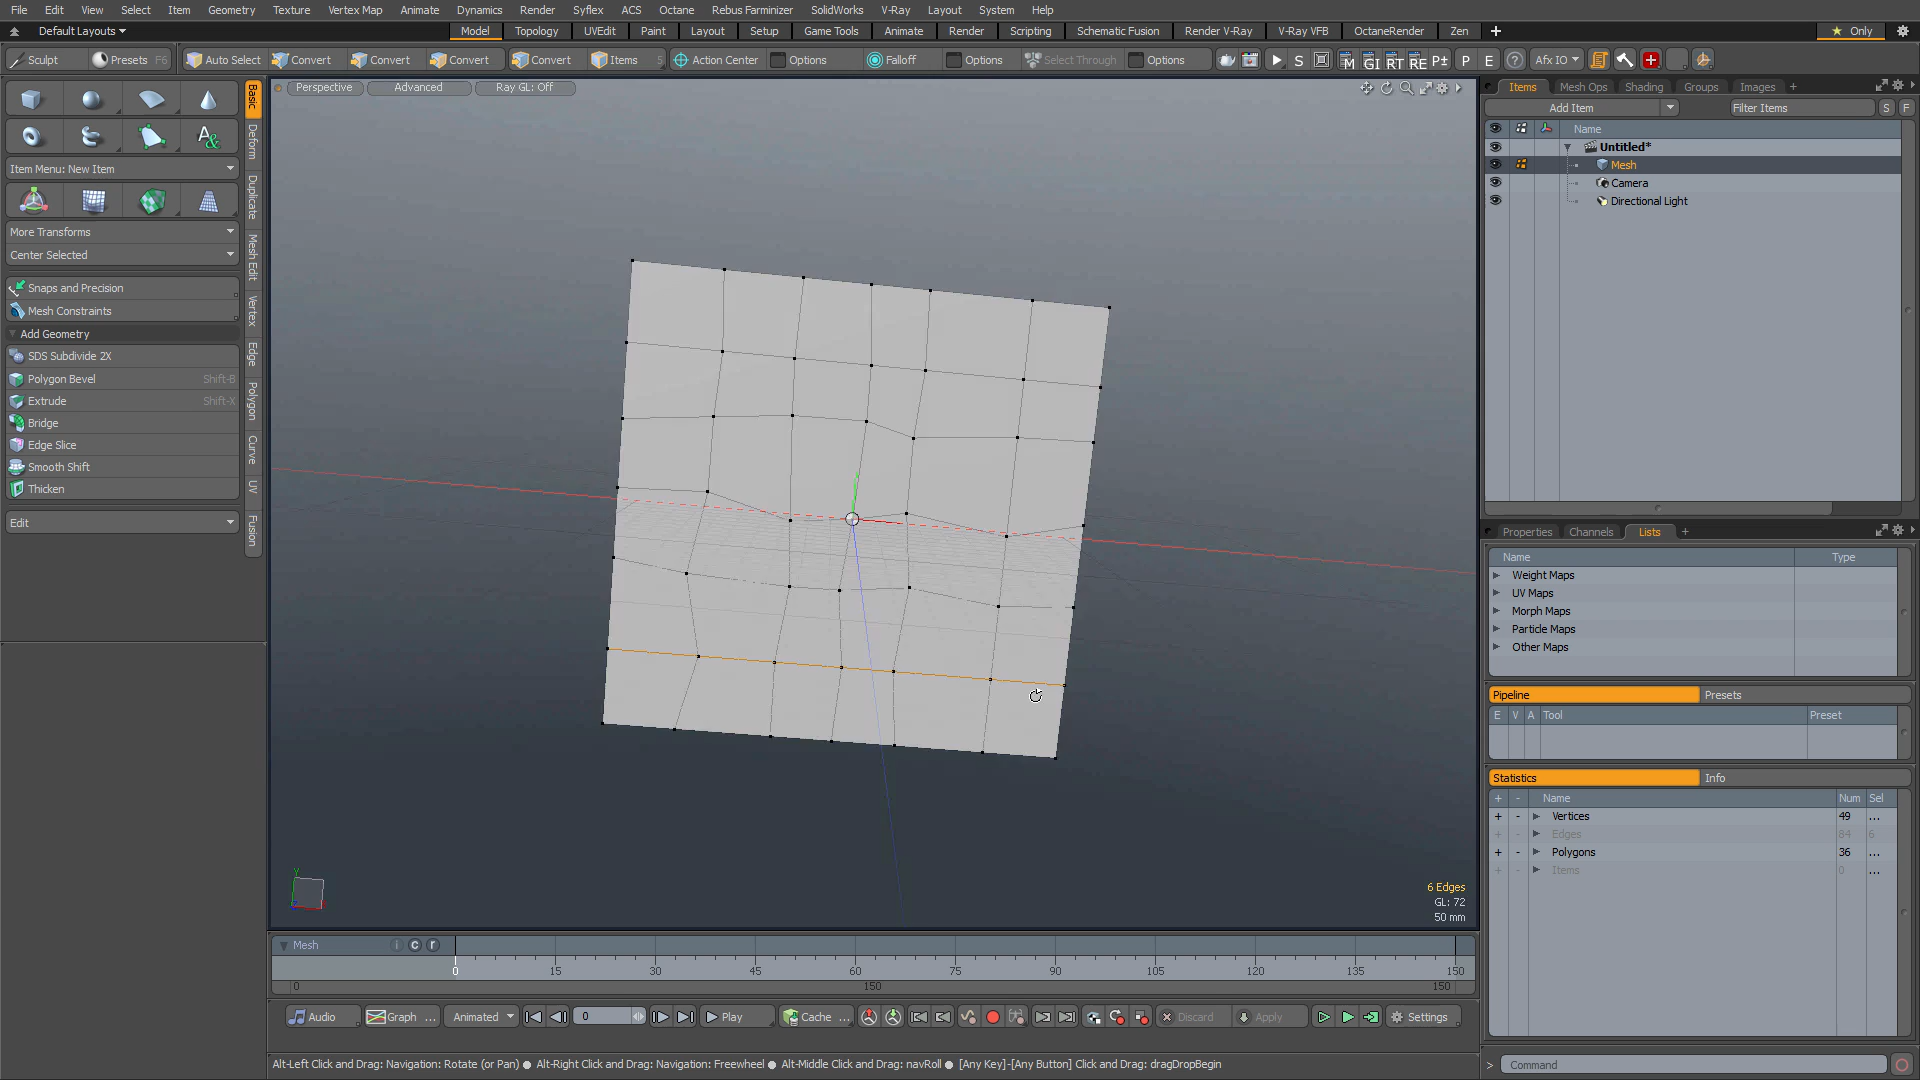 File Edit View Select Item Geometry Texture Vertex Map Animate Dynamics Render Syflex ACS Octane Rebus Farminizer SolidWorks V-Ray Layout System Help
Default Layouts Model Topology UVEdit Paint Layout Setup Game Tools Animate Render Scripting Schematic Fusion Render V-Ray V-Ray VFB OctaneRender Zen + Only
Sculpt Presets F6 Auto Select Convert Convert Convert Convert Items 5 Action Center Options Falloff Options Select Through Options S M GI RT RE P± P E ? Afx IO
Perspective Advanced Ray GL: Off
Basic
Deform
Duplicate
Mesh Edit
Vertex
Edge
Polygon
Curve
UV
Fusion
Item Menu: New Item
More Transforms
Center Selected
Snaps and Precision
Mesh Constraints
Add Geometry
SDS Subdivide 2X
Polygon Bevel Shift-B
Extrude Shift-X
Bridge
Edge Slice
Smooth Shift
Thicken
Edit
Y
6 Edges
GL: 72
50 mm
Items Mesh Ops Shading Groups Images +
Add Item Filter Items S F
Name
Untitled*
Mesh
Camera
Directional Light
Properties Channels Lists +
Name Type
Weight Maps
UV Maps
Morph Maps
Particle Maps
Other Maps
Pipeline Presets
E V A Tool Preset
Statistics Info
+ - Name Num Sel
+ - Vertices 49 ...
+ - Edges 84 6
+ - Polygons 36 ...
+ - Items 0 ...
Mesh i c r
0 15 30 45 60 75 90 105 120 135 150
0 150 150
Audio Graph ... Animated 0 Play Cache ... Discard Apply Settings
Alt-Left Click and Drag: Navigation: Rotate (or Pan) ● Alt-Right Click and Drag: Navigation: Freewheel ● Alt-Middle Click and Drag: navRoll ● [Any Key]-[Any Button] Click and Drag: dragDropBegin
> Command